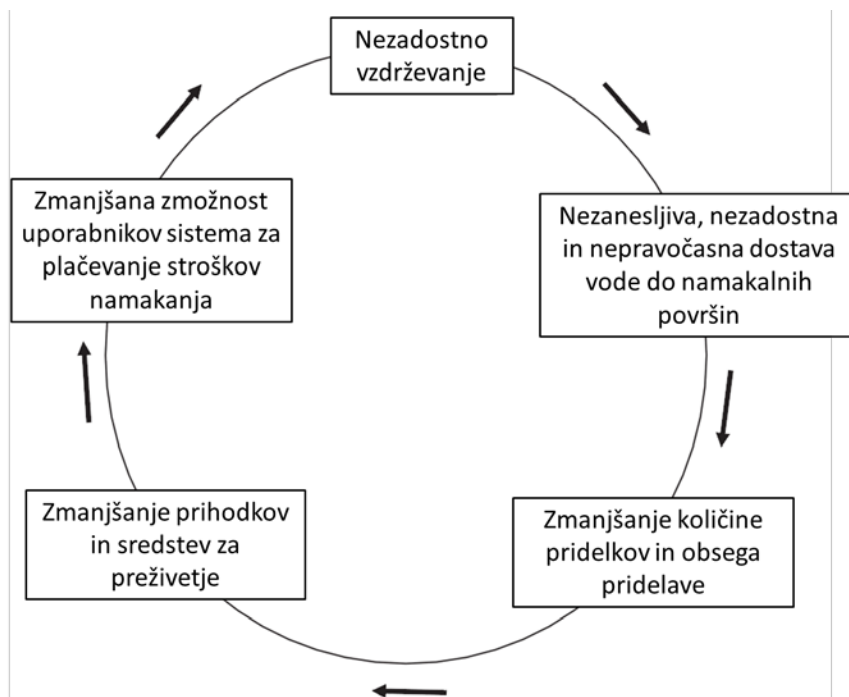 Nezadostno
vzdrževanje
Nezanesljiva, nezadostna
in nepravočasna dostava
vode do namakalnih
površin
Zmanjšanje količine
pridelkov in obsega
pridelave
Zmanjšanje prihodkov
in sredstev za
preživetje
Zmanjšana zmožnost
uporabnikov sistema za
plačevanje stroškov
namakanja